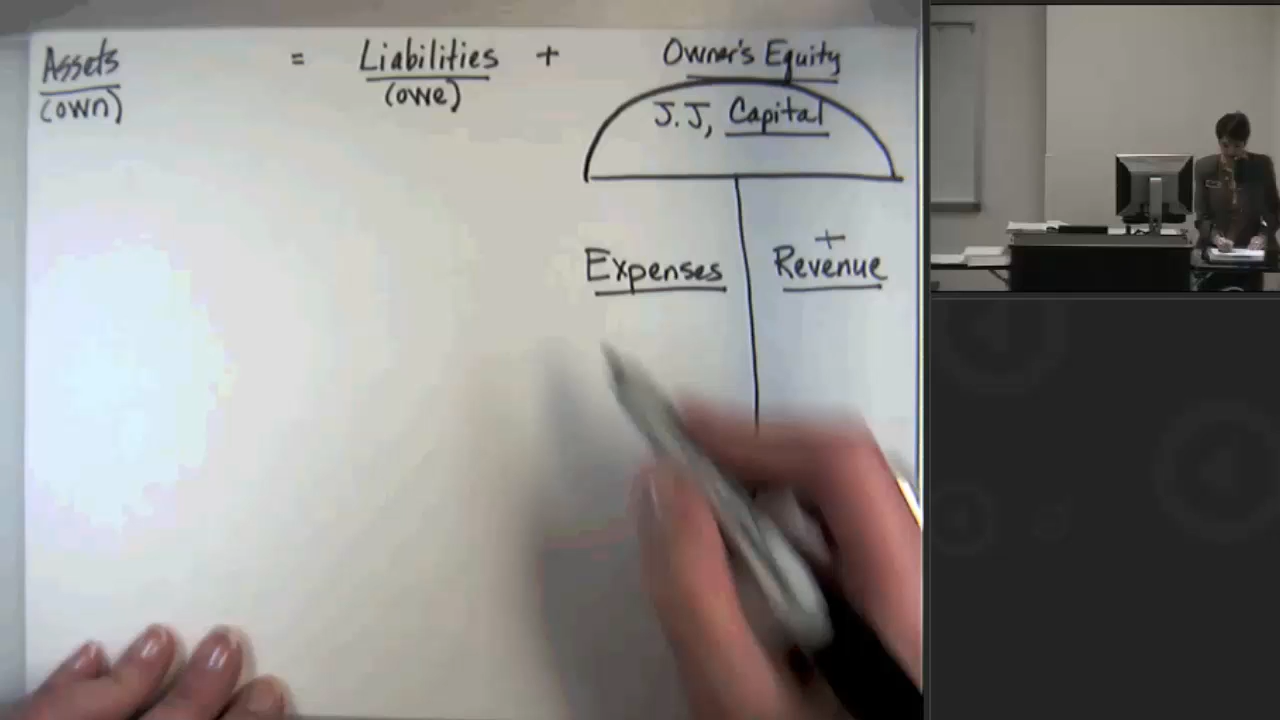 Assets = Liabilities + Owner's Equity
(own) (owe)
J.J, Capital
+
Expenses Revenue